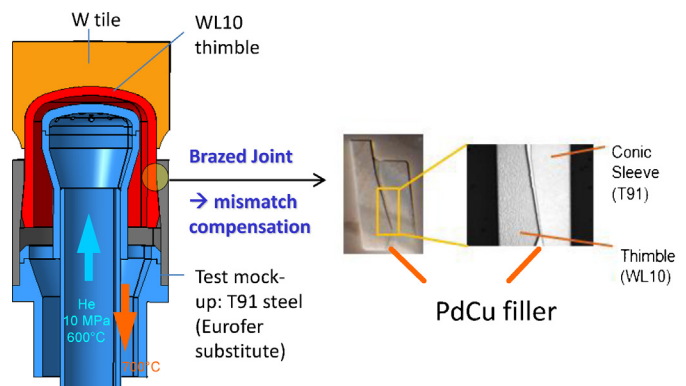 W tile
WL10
thimble
Brazed Joint
→ mismatch
compensation
Conic
Sleeve
(T91)
Thimble
(WL10)
PdCu filler
Test mock-
up: T91 steel
(Eurofer
substitute)
He
10 MPa
600°C
700°C